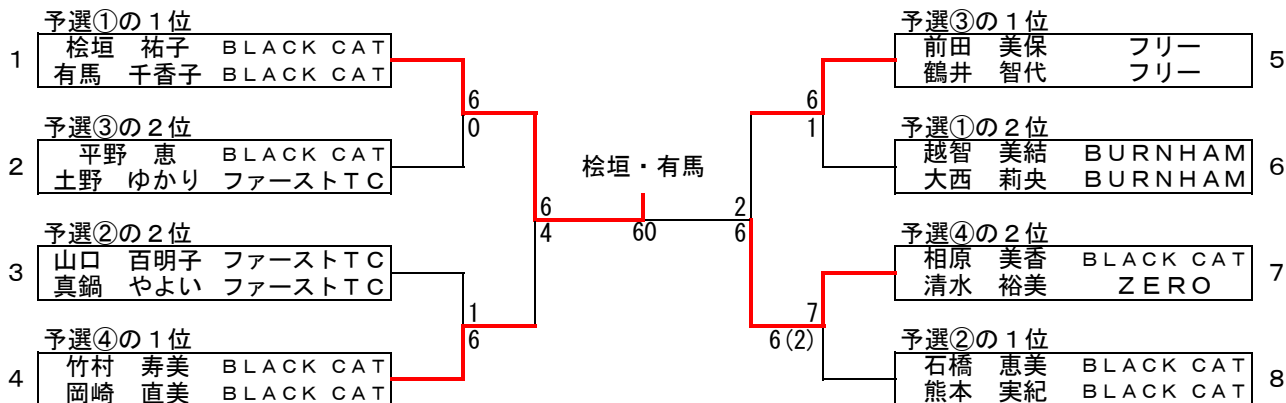 予選①の１位
1
桧垣　祐子　ＢＬＡＣＫ ＣＡＴ
有馬　千香子　ＢＬＡＣＫ ＣＡＴ
6
0
予選③の２位
2
平野　恵　ＢＬＡＣＫ ＣＡＴ
土野　ゆかり　ファーストＴＣ
6
4
予選②の２位
3
山口　百明子　ファーストＴＣ
真鍋　やよい　ファーストＴＣ
1
6
予選④の１位
4
竹村　寿美　ＢＬＡＣＫ ＣＡＴ
岡崎　直美　ＢＬＡＣＫ ＣＡＴ
桧垣・有馬
60
予選③の１位
前田　美保　フリー
鶴井　智代　フリー
5
6
1
予選①の２位
越智　美結　ＢＵＲＮＨＡＭ
大西　莉央　ＢＵＲＮＨＡＭ
6
2
6
予選④の２位
相原　美香　ＢＬＡＣＫ ＣＡＴ
清水　裕美　ＺＥＲＯ
7
7
6(2)
予選②の１位
石橋　恵美　ＢＬＡＣＫ ＣＡＴ
熊本　実紀　ＢＬＡＣＫ ＣＡＴ
8